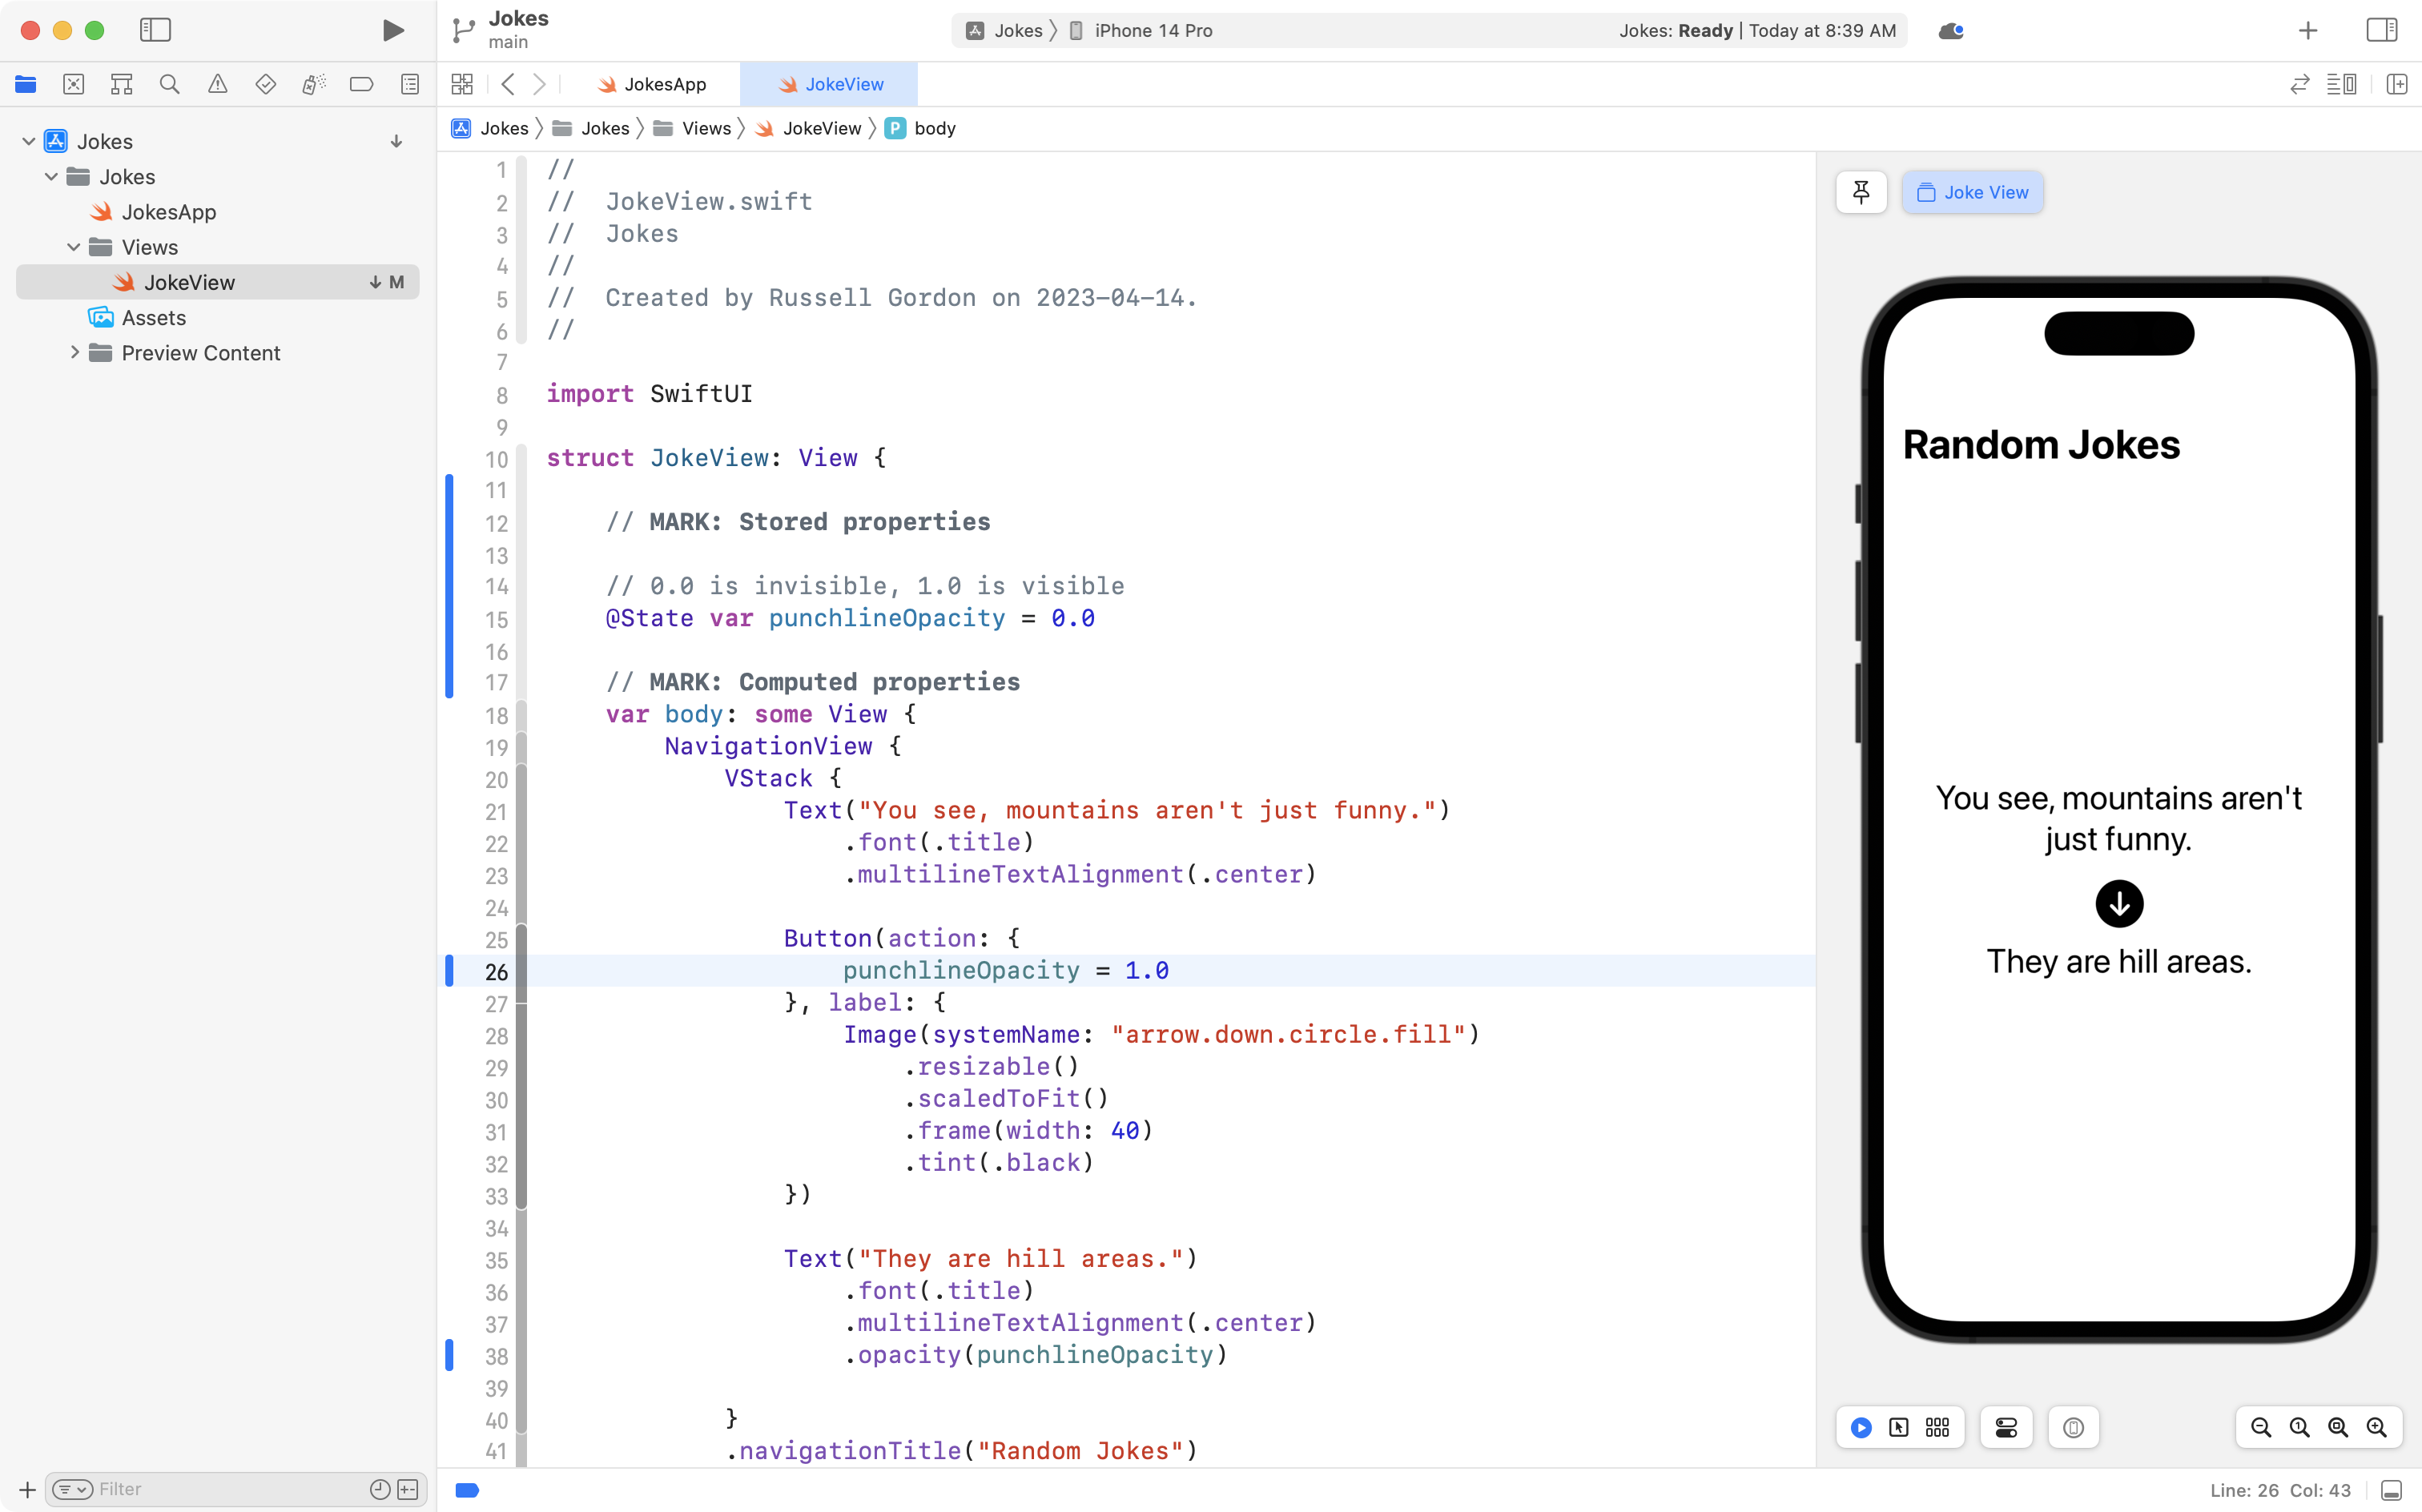 Jokes
main
Jokes
iPhone 14 Pro
Jokes: Ready | Today at 8:39 AM
JokesApp
JokeView
Jokes
Jokes
Views
JokeView
P
body
Jokes
Jokes
JokesApp
Views
JokeView
M
Assets
Preview Content
1 //
2 //  JokeView.swift
3 //  Jokes
4 //
5 //  Created by Russell Gordon on 2023-04-14.
6 //
7
8 import SwiftUI
9
10 struct JokeView: View {
11
12     // MARK: Stored properties
13
14     // 0.0 is invisible, 1.0 is visible
15     @State var punchlineOpacity = 0.0
16
17     // MARK: Computed properties
18     var body: some View {
19         NavigationView {
20             VStack {
21                 Text("You see, mountains aren't just funny.")
22                     .font(.title)
23                     .multilineTextAlignment(.center)
24
25                 Button(action: {
26                     punchlineOpacity = 1.0
27                 }, label: {
28                     Image(systemName: "arrow.down.circle.fill")
29                         .resizable()
30                         .scaledToFit()
31                         .frame(width: 40)
32                         .tint(.black)
33                 })
34
35                 Text("They are hill areas.")
36                     .font(.title)
37                     .multilineTextAlignment(.center)
38                     .opacity(punchlineOpacity)
39
40             }
41             .navigationTitle("Random Jokes")
Joke View
Random Jokes
You see, mountains aren't
just funny.
They are hill areas.
Filter
Line: 26  Col: 43